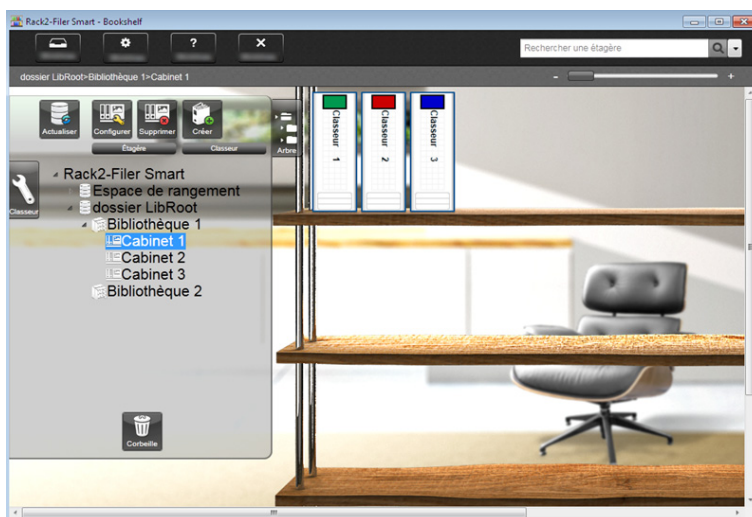 Rack2-Filer Smart - Bookshelf
?
Rechercher une étagère
dossier LibRoot>Bibliothèque 1>Cabinet 1
- +
Actualiser Configurer Supprimer Créer
Étagère Classeur Arbre
Classeur
Rack2-Filer Smart
Espace de rangement
dossier LibRoot
Bibliothèque 1
Cabinet 1
Cabinet 2
Cabinet 3
Bibliothèque 2
Corbeille
Classeur 1
Classeur 2
Classeur 3